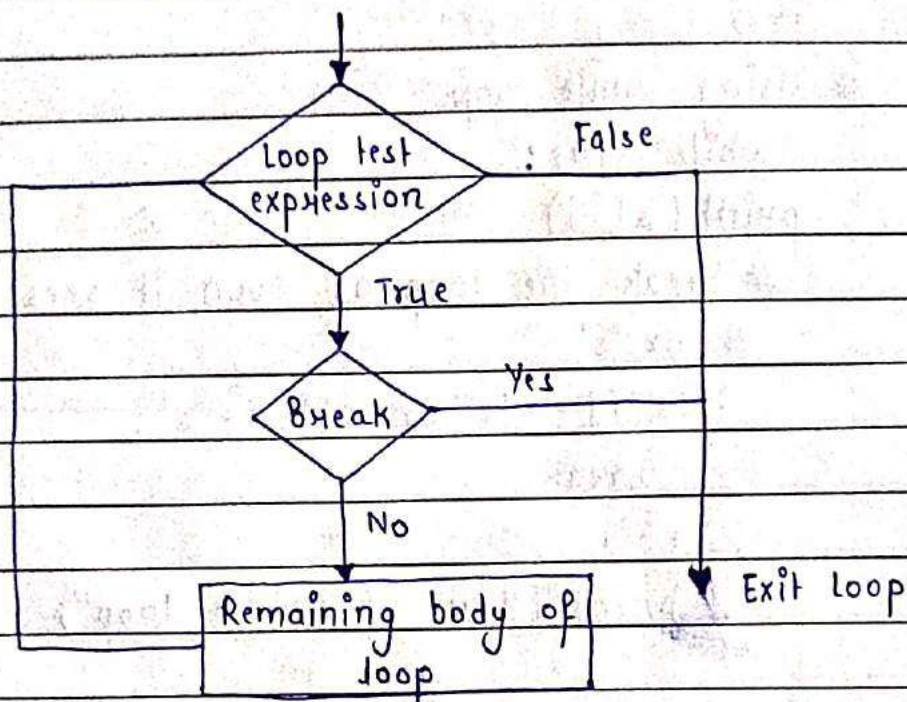 Loop test
expression
False
True
Break
Yes
No
Remaining body of
loop
Exit loop